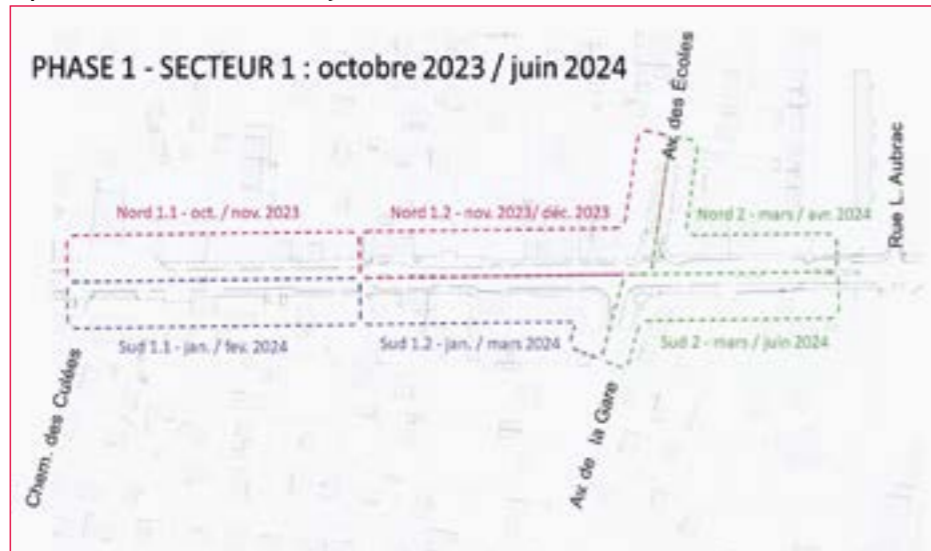 PHASE 1 - SECTEUR 1 : octobre 2023 / juin 2024
Av. des Écoles
Rue L. Aubrac
Nord 1.1 - oct. / nov. 2023
Nord 1.2 - nov. 2023/ déc. 2023
Nord 2 - mars / avr. 2024
Sud 1.1 - jan. / fev. 2024
Sud 1.2 - jan. / mars 2024
Sud 2 - mars / juin 2024
Chem. des Culées
Av. de la Gare